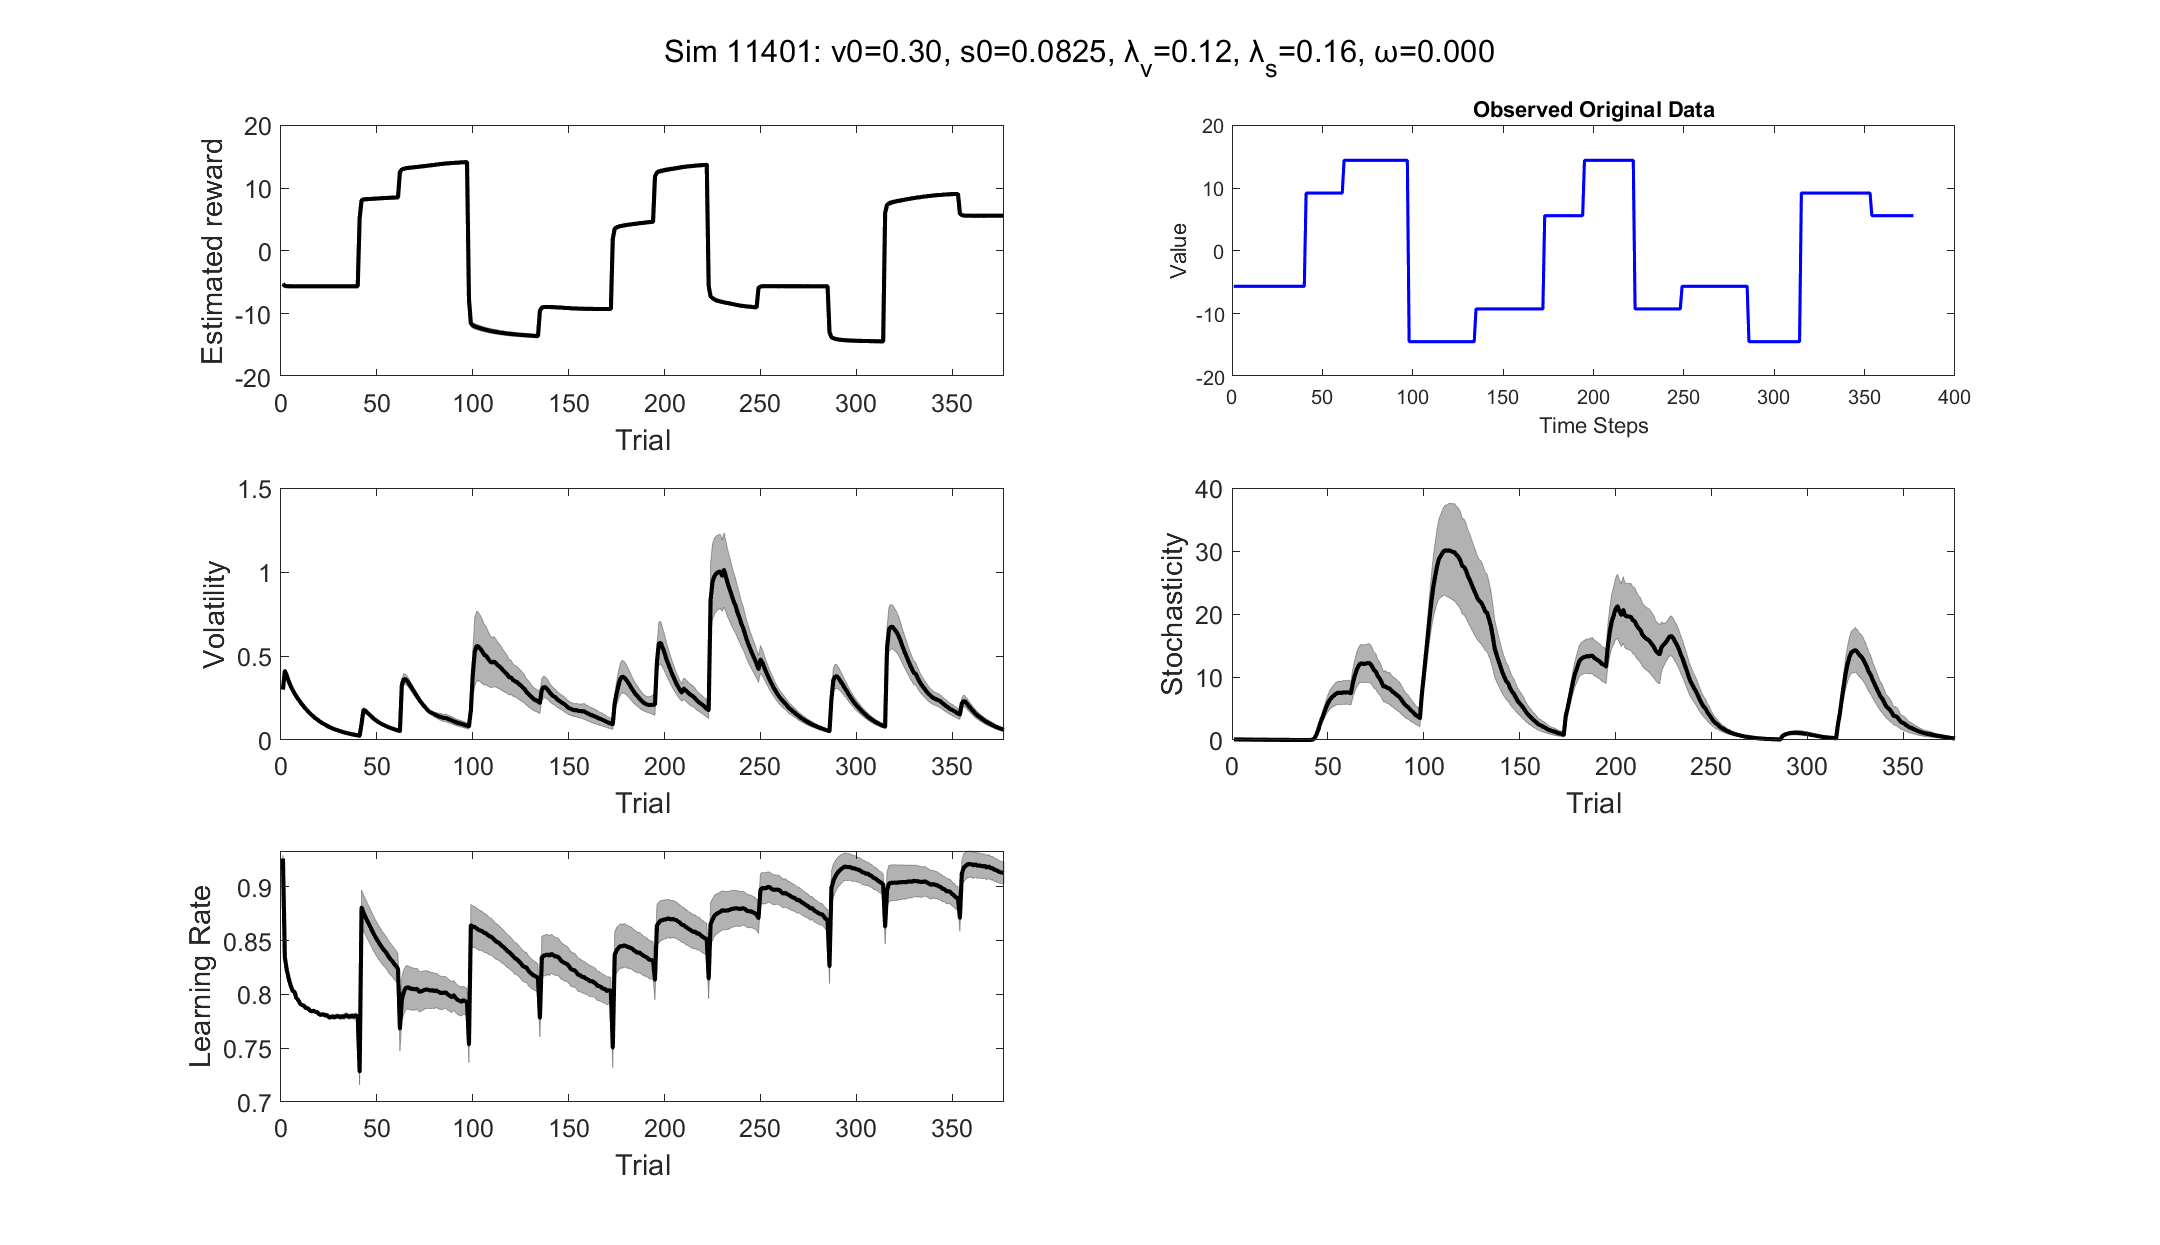 Sim 11401: v0=0.30, s0=0.0825, λ_v=0.12, λ_s=0.16, ω=0.000
20
10
0
-10
-20
Estimated reward
0 50 100 150 200 250 300 350
Trial
Observed Original Data
20
10
0
-10
-20
Value
0 50 100 150 200 250 300 350 400
Time Steps
1.5
1
0.5
0
Volatility
0 50 100 150 200 250 300 350
Trial
40
30
20
10
0
Stochasticity
0 50 100 150 200 250 300 350
Trial
0.9
0.85
0.8
0.75
0.7
Learning Rate
0 50 100 150 200 250 300 350
Trial